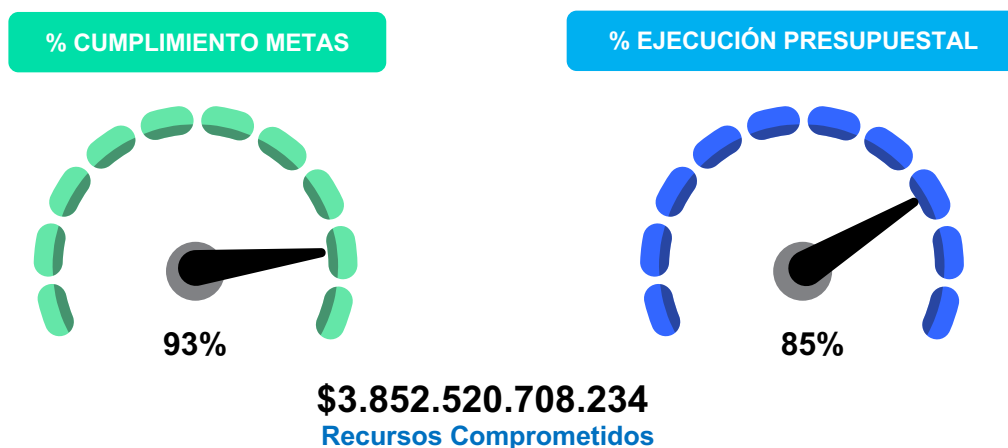 % CUMPLIMIENTO METAS
% EJECUCIÓN PRESUPUESTAL
93%
85%
$3.852.520.708.234
Recursos Comprometidos